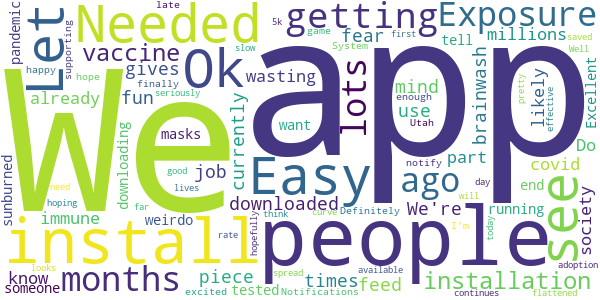 We
app
people
install
Needed
Easy
see
Ok
Let
getting
Exposure
months
ago
lots
installation
vaccine
gives
fear
wasting
millions
tell
likely
brainwash
mind
use
part
society
currently
job
fun
already
immune
downloading
downloaded
We're
running
piece
times
feed
tested
know
someone
sunburned
weirdo
masks
pandemic
supporting
happy
hope
late
finally
seriously
slow
5k
game
first
System
saved
Well
pretty
effective
Excellent
Do
covid
end
want
enough
Utah
notify
day
will
I'm
today
adoption
continues
flattened
available
Notifications
Definitely
curve
think
spread
hopefully
excited
rate
looks
far
lives
good
hoping
need